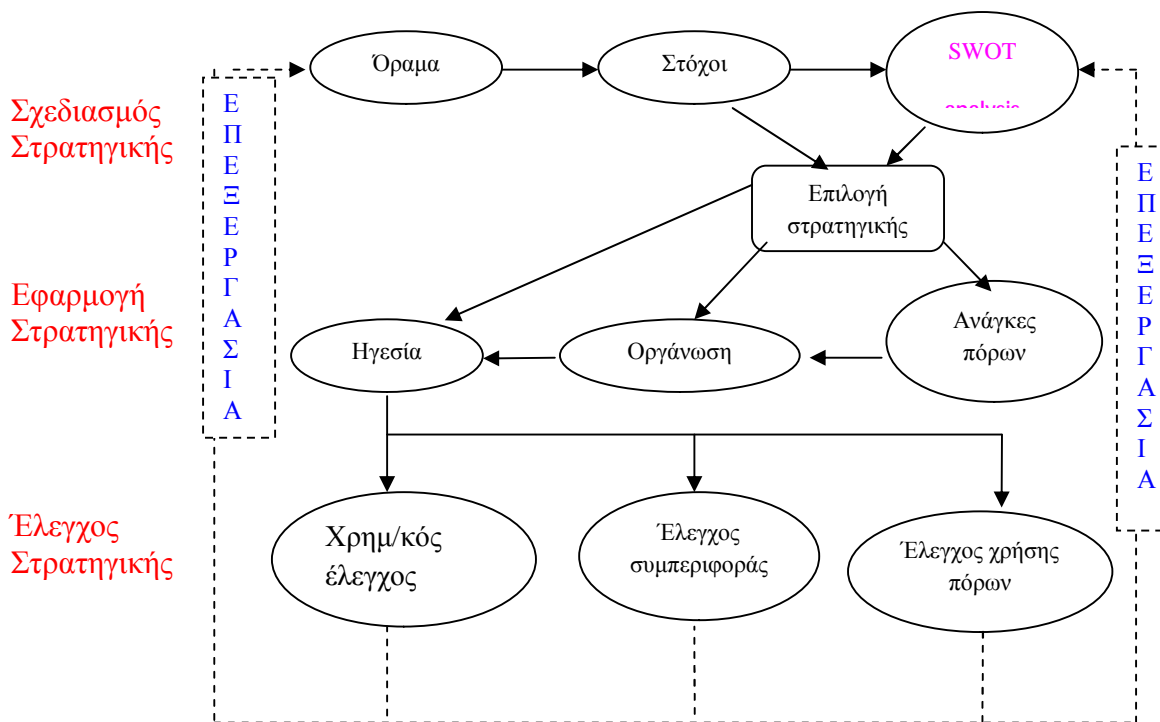 Όραμα
Στόχοι
SWOT
analysis
Σχεδιασμός
Στρατηγικής
Ε
Π
Ε
Ξ
Ε
Ρ
Γ
Α
Σ
Ι
Α
Επιλογή
στρατηγικής
Ε
Π
Ε
Ξ
Ε
Ρ
Γ
Α
Σ
Ι
Α
Εφαρμογή
Στρατηγικής
Ηγεσία
Οργάνωση
Ανάγκες
πόρων
Έλεγχος
Στρατηγικής
Χρημ/κός
έλεγχος
Έλεγχος
συμπεριφοράς
Έλεγχος χρήσης
πόρων